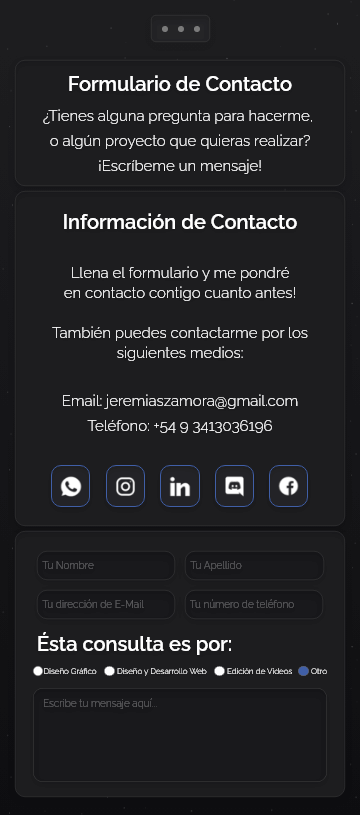 Formulario de Contacto
¿Tienes alguna pregunta para hacerme,
o algún proyecto que quieras realizar?
¡Escríbeme un mensaje!
Información de Contacto
Llena el formulario y me pondré
en contacto contigo cuanto antes!
También puedes contactarme por los
siguientes medios:
Email: jeremiaszamora@gmail.com
Teléfono: +54 9 3413036196
Tu Nombre Tu Apellido
Tu dirección de E-Mail Tu número de teléfono
Ésta consulta es por:
Diseño Gráfico Diseño y Desarrollo Web Edición de Videos Otro
Escribe tu mensaje aquí...